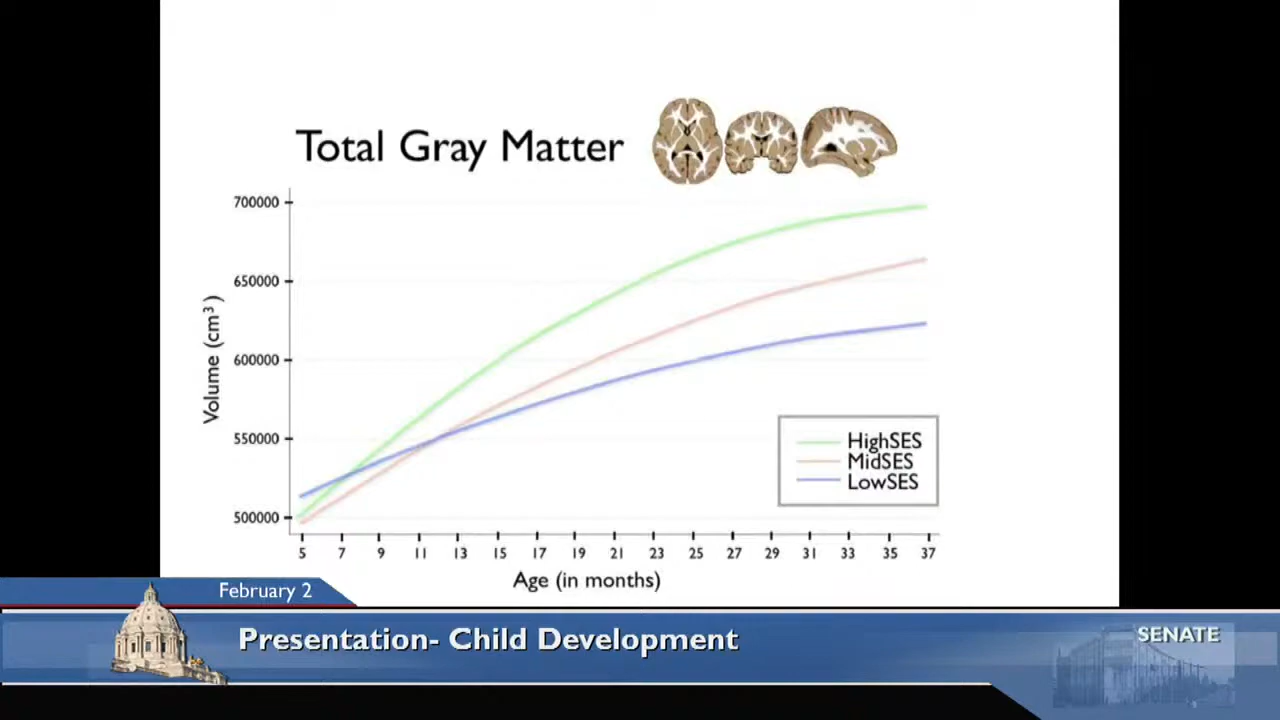 Total Gray Matter
700000
650000
600000
550000
500000
Volume (cm³)
HighSES
MidSES
LowSES
5 7 9 11 13 15 17 19 21 23 25 27 29 31 33 35 37
Age (in months)
February 2
Presentation- Child Development
SENATE